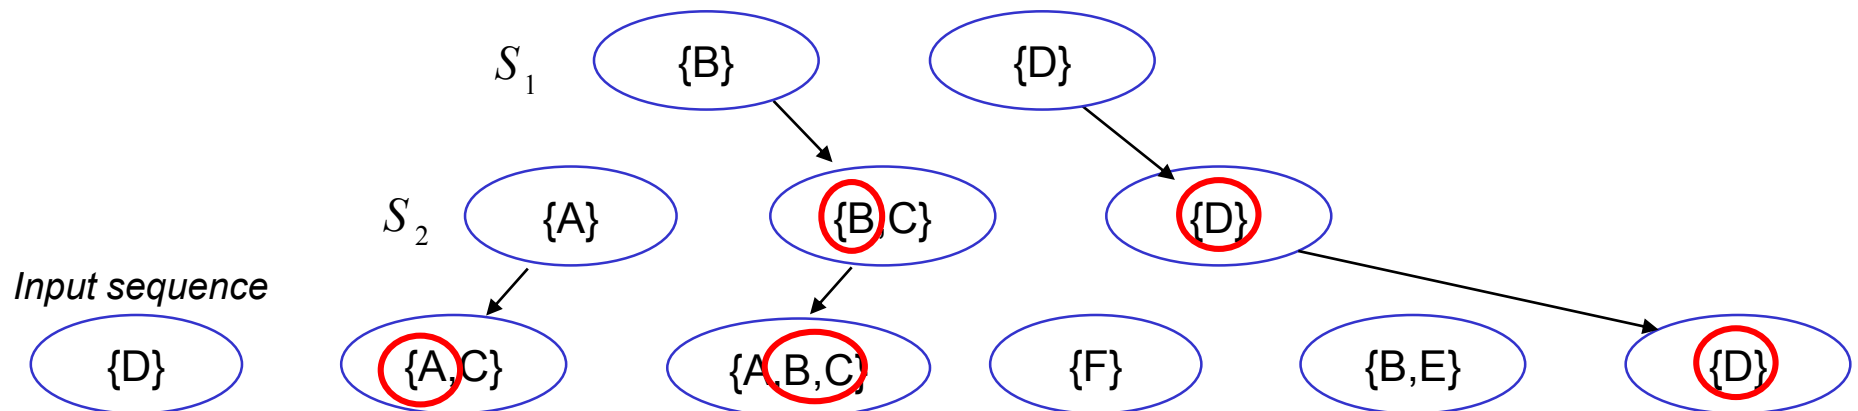 S1 {B} {D}
S2 {A} {B,C} {D}
Input sequence
{D} {A,C} {A,B,C} {F} {B,E} {D}